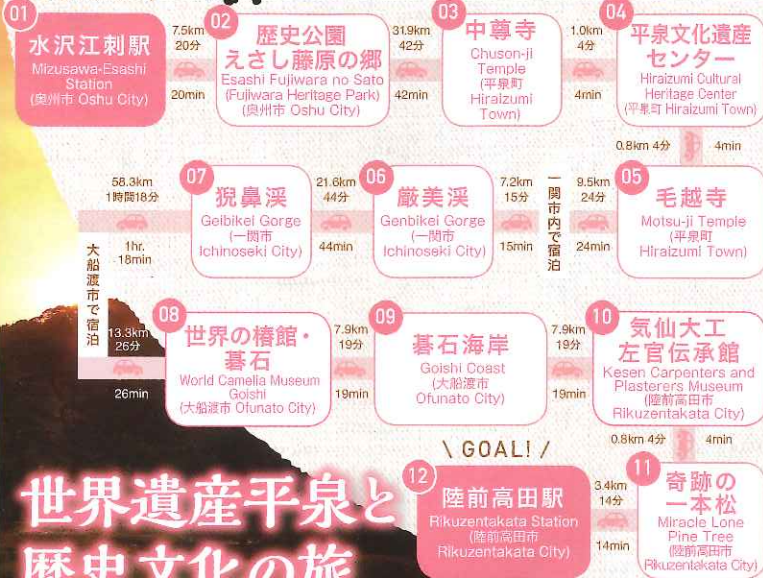 01
水沢江刺駅
Mizusawa-Esashi
Station
(奥州市 Oshu City)
7.5km
20分
20min
02
歴史公園
えさし藤原の郷
Esashi Fujiwara no Sato
(Fujiwara Heritage Park)
(奥州市 Oshu City)
31.9km
42分
42min
03
中尊寺
Chuson-ji
Temple
(平泉町
Hiraizumi
Town)
1.0km
4分
4min
04
平泉文化遺産
センター
Hiraizumi Cultural
Heritage Center
(平泉町 Hiraizumi Town)
0.8km 4分
4min
05
毛越寺
Motsu-ji Temple
(平泉町
Hiraizumi Town)
9.5km
24分
24min
一関市内で宿泊
7.2km
15分
15min
06
厳美渓
Genbikei Gorge
(一関市
Ichinoseki City)
21.6km
44分
44min
07
猊鼻渓
Geibikei Gorge
(一関市
Ichinoseki City)
58.3km
1時間18分
1hr.
18min
大船渡市で宿泊
13.3km
26分
26min
08
世界の椿館・
碁石
World Camelia Museum
Goishi
(大船渡市 Ofunato City)
7.9km
19分
19min
09
碁石海岸
Goishi Coast
(大船渡市
Ofunato City)
7.9km
19分
19min
10
気仙大工
左官伝承館
Kesen Carpenters and
Plasterers Museum
(陸前高田市
Rikuzentakata City)
0.8km 4分
4min
11
奇跡の
一本松
Miracle Lone
Pine Tree
(陸前高田市
Rikuzentakata City)
3.4km
14分
14min
\ GOAL! /
12
陸前高田駅
Rikuzentakata Station
(陸前高田市
Rikuzentakata City)
世界遺産平泉と
歴史文化の旅